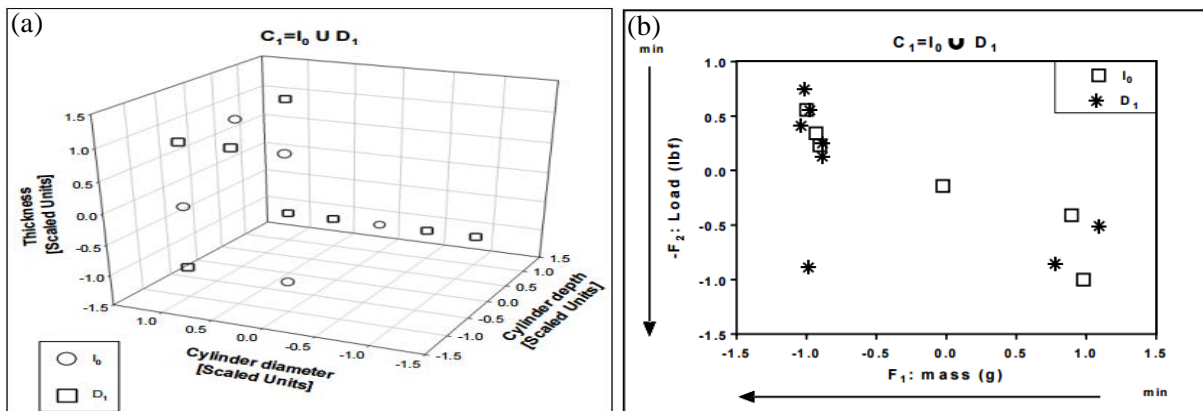 (a)
C₁=I₀ U D₁
1.5
1.0
0.5
0.0
-0.5
-1.0
-1.5
Thickness
[Scaled Units]
1.0
0.5
0.0
-0.5
-1.0
-1.5
Cylinder diameter
[Scaled Units]
1.5
1.0
0.5
0.0
-0.5
-1.0
-1.5
Cylinder depth
[Scaled Units]
I₀
D₁
(b)
C₁=I₀ ∪ D₁
min
1.0
0.5
0.0
-0.5
-1.0
-1.5
-F₂: Load (lbf)
I₀
D₁
-1.5
-1.0
-0.5
0.0
0.5
1.0
1.5
F₁: mass (g)
min